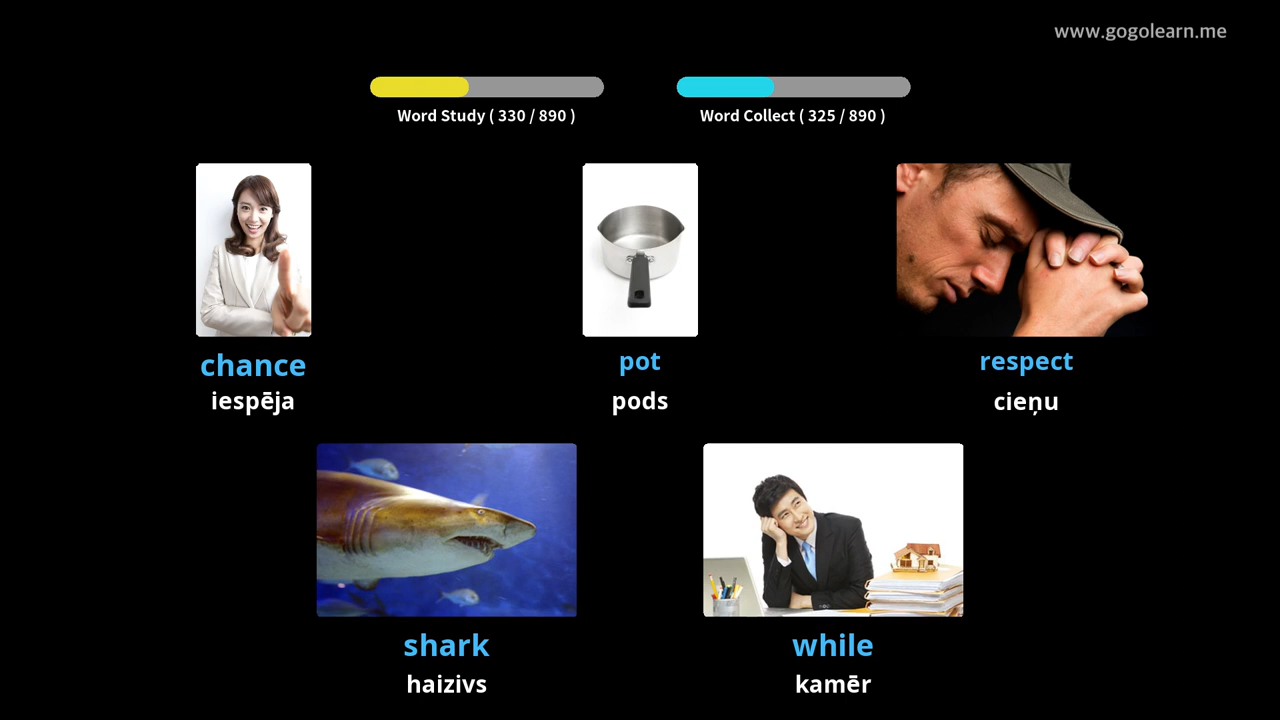 www.gogolearn.me
Word Study ( 330 / 890 )
Word Collect ( 325 / 890 )
chance
iespēja
pot
pods
respect
cieņu
shark
haizivs
while
kamēr